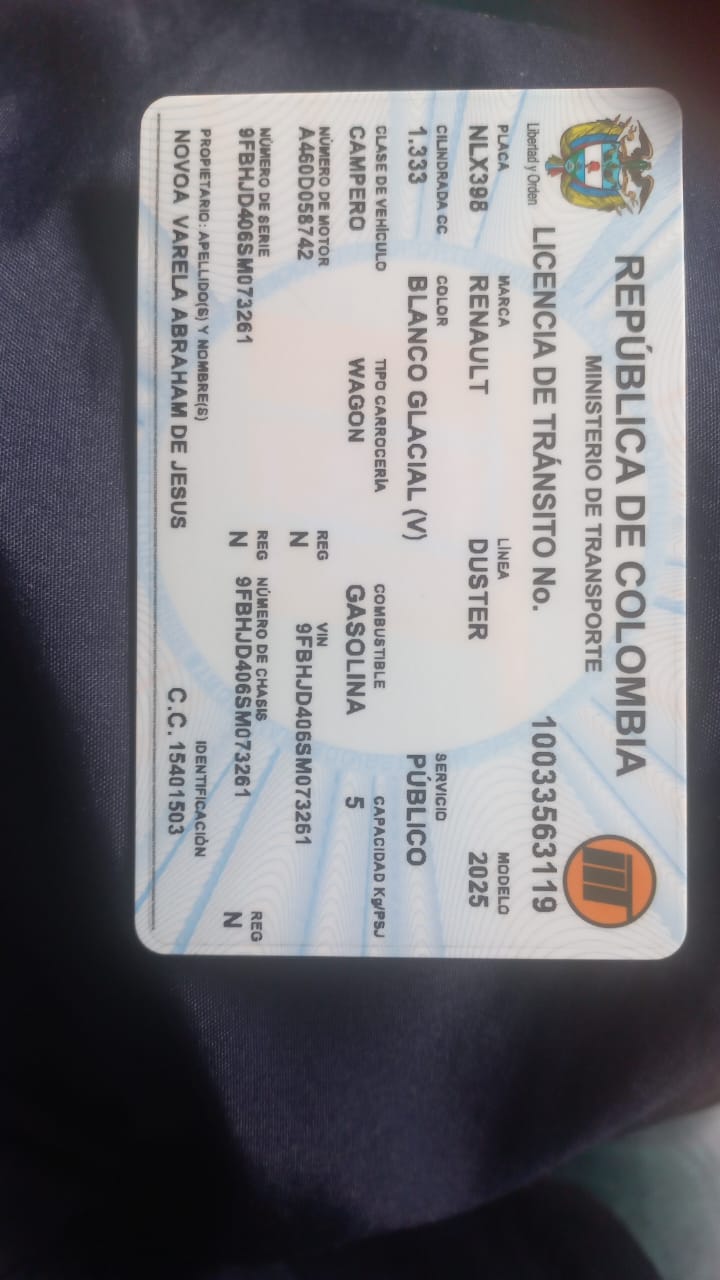 REPÚBLICA DE COLOMBIA
MINISTERIO DE TRANSPORTE
Libertad y Orden
LICENCIA DE TRÁNSITO No. 10033563119
PLACA MARCA LÍNEA MODELO
NLX398 RENAULT DUSTER 2025
CILINDRADA CC COLOR SERVICIO
1.333 BLANCO GLACIAL (V) PÚBLICO
CLASE DE VEHÍCULO TIPO CARROCERÍA COMBUSTIBLE CAPACIDAD Kg/PSJ
CAMPERO WAGON GASOLINA 5
NÚMERO DE MOTOR REG VIN
A460D058742 N 9FBHJD406SM073261
NÚMERO DE SERIE REG NÚMERO DE CHASIS REG
9FBHJD406SM073261 N 9FBHJD406SM073261 N
PROPIETARIO: APELLIDO(S) Y NOMBRE(S) IDENTIFICACIÓN
NOVOA VARELA ABRAHAM DE JESUS C.C. 15401503